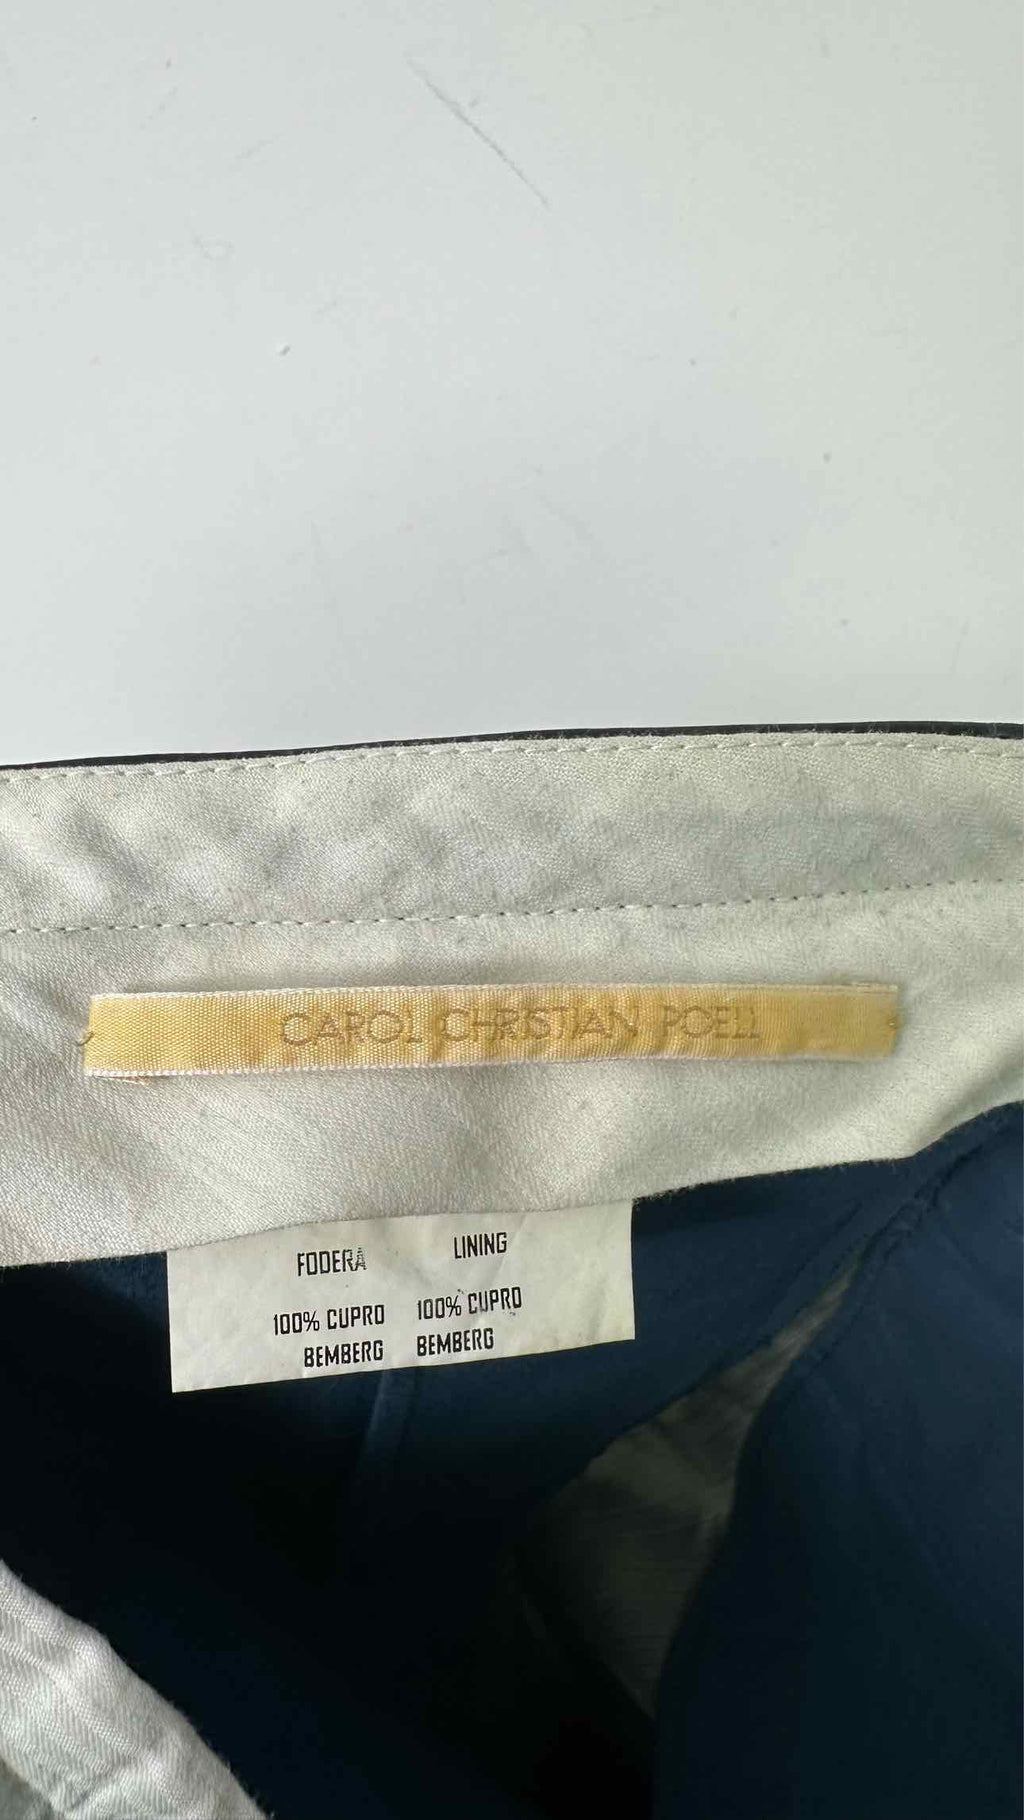 CAROL CHRISTIAN POELL
FODERA LINING
100% CUPRO 100% CUPRO
BEMBERG BEMBERG